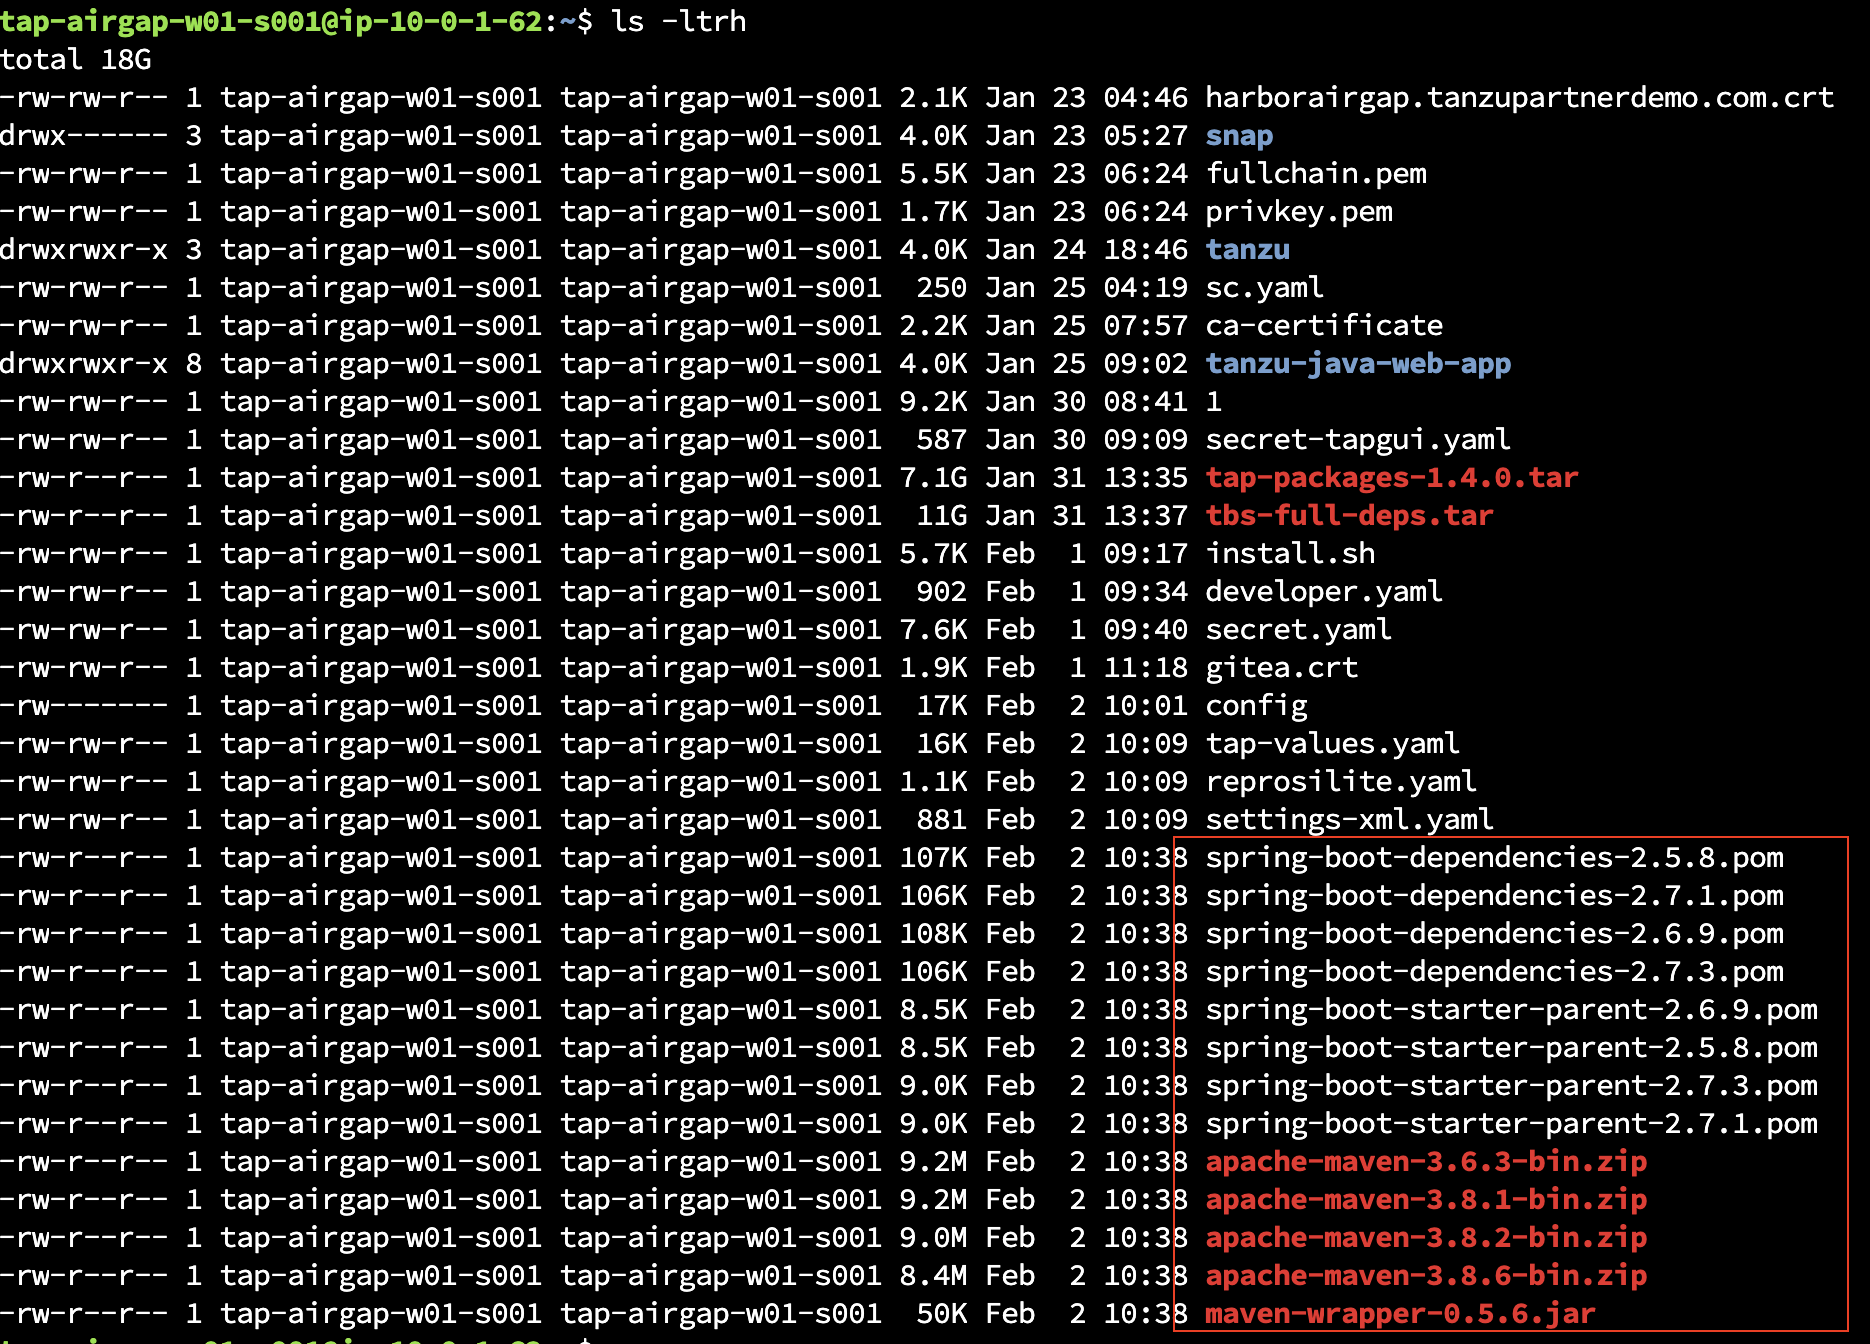 tap-airgap-w01-s001@ip-10-0-1-62:~$ ls -ltrh
total 18G
-rw-rw-r-- 1 tap-airgap-w01-s001 tap-airgap-w01-s001 2.1K Jan 23 04:46 harborairgap.tanzupartnerdemo.com.crt
drwx------ 3 tap-airgap-w01-s001 tap-airgap-w01-s001 4.0K Jan 23 05:27 snap
-rw-rw-r-- 1 tap-airgap-w01-s001 tap-airgap-w01-s001 5.5K Jan 23 06:24 fullchain.pem
-rw-rw-r-- 1 tap-airgap-w01-s001 tap-airgap-w01-s001 1.7K Jan 23 06:24 privkey.pem
drwxrwxr-x 3 tap-airgap-w01-s001 tap-airgap-w01-s001 4.0K Jan 24 18:46 tanzu
-rw-rw-r-- 1 tap-airgap-w01-s001 tap-airgap-w01-s001  250 Jan 25 04:19 sc.yaml
-rw-rw-r-- 1 tap-airgap-w01-s001 tap-airgap-w01-s001 2.2K Jan 25 07:57 ca-certificate
drwxrwxr-x 8 tap-airgap-w01-s001 tap-airgap-w01-s001 4.0K Jan 25 09:02 tanzu-java-web-app
-rw-rw-r-- 1 tap-airgap-w01-s001 tap-airgap-w01-s001 9.2K Jan 30 08:41 1
-rw-rw-r-- 1 tap-airgap-w01-s001 tap-airgap-w01-s001  587 Jan 30 09:09 secret-tapgui.yaml
-rw-r--r-- 1 tap-airgap-w01-s001 tap-airgap-w01-s001 7.1G Jan 31 13:35 tap-packages-1.4.0.tar
-rw-r--r-- 1 tap-airgap-w01-s001 tap-airgap-w01-s001  11G Jan 31 13:37 tbs-full-deps.tar
-rw-rw-r-- 1 tap-airgap-w01-s001 tap-airgap-w01-s001 5.7K Feb  1 09:17 install.sh
-rw-rw-r-- 1 tap-airgap-w01-s001 tap-airgap-w01-s001  902 Feb  1 09:34 developer.yaml
-rw-rw-r-- 1 tap-airgap-w01-s001 tap-airgap-w01-s001 7.6K Feb  1 09:40 secret.yaml
-rw-rw-r-- 1 tap-airgap-w01-s001 tap-airgap-w01-s001 1.9K Feb  1 11:18 gitea.crt
-rw------- 1 tap-airgap-w01-s001 tap-airgap-w01-s001  17K Feb  2 10:01 config
-rw-rw-r-- 1 tap-airgap-w01-s001 tap-airgap-w01-s001  16K Feb  2 10:09 tap-values.yaml
-rw-rw-r-- 1 tap-airgap-w01-s001 tap-airgap-w01-s001 1.1K Feb  2 10:09 reprosilite.yaml
-rw-rw-r-- 1 tap-airgap-w01-s001 tap-airgap-w01-s001  881 Feb  2 10:09 settings-xml.yaml
-rw-r--r-- 1 tap-airgap-w01-s001 tap-airgap-w01-s001 107K Feb  2 10:38 spring-boot-dependencies-2.5.8.pom
-rw-r--r-- 1 tap-airgap-w01-s001 tap-airgap-w01-s001 106K Feb  2 10:38 spring-boot-dependencies-2.7.1.pom
-rw-r--r-- 1 tap-airgap-w01-s001 tap-airgap-w01-s001 108K Feb  2 10:38 spring-boot-dependencies-2.6.9.pom
-rw-r--r-- 1 tap-airgap-w01-s001 tap-airgap-w01-s001 106K Feb  2 10:38 spring-boot-dependencies-2.7.3.pom
-rw-r--r-- 1 tap-airgap-w01-s001 tap-airgap-w01-s001 8.5K Feb  2 10:38 spring-boot-starter-parent-2.6.9.pom
-rw-r--r-- 1 tap-airgap-w01-s001 tap-airgap-w01-s001 8.5K Feb  2 10:38 spring-boot-starter-parent-2.5.8.pom
-rw-r--r-- 1 tap-airgap-w01-s001 tap-airgap-w01-s001 9.0K Feb  2 10:38 spring-boot-starter-parent-2.7.3.pom
-rw-r--r-- 1 tap-airgap-w01-s001 tap-airgap-w01-s001 9.0K Feb  2 10:38 spring-boot-starter-parent-2.7.1.pom
-rw-r--r-- 1 tap-airgap-w01-s001 tap-airgap-w01-s001 9.2M Feb  2 10:38 apache-maven-3.6.3-bin.zip
-rw-r--r-- 1 tap-airgap-w01-s001 tap-airgap-w01-s001 9.2M Feb  2 10:38 apache-maven-3.8.1-bin.zip
-rw-r--r-- 1 tap-airgap-w01-s001 tap-airgap-w01-s001 9.0M Feb  2 10:38 apache-maven-3.8.2-bin.zip
-rw-r--r-- 1 tap-airgap-w01-s001 tap-airgap-w01-s001 8.4M Feb  2 10:38 apache-maven-3.8.6-bin.zip
-rw-r--r-- 1 tap-airgap-w01-s001 tap-airgap-w01-s001  50K Feb  2 10:38 maven-wrapper-0.5.6.jar